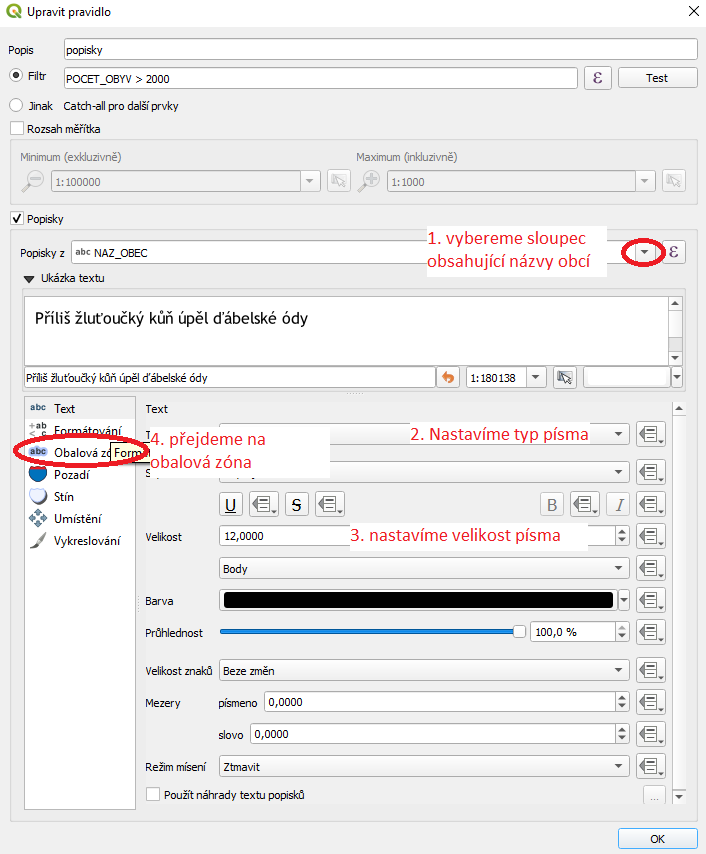 Upravit pravidlo
Popis popisky
Filtr POCET_OBYV > 2000 ε Test
Jinak Catch-all pro další prvky
Rozsah měřítka
Minimum (exkluzivně) Maximum (inkluzivně)
1:100000 1:1000
Popisky
1. vybereme sloupec
obsahující názvy obcí
Popisky z abc NAZ_OBEC ε
Ukázka textu
Příliš žluťoučký kůň úpěl ďábelské ódy
Příliš žluťoučký kůň úpěl ďábelské ódy 1:180138
abc Text
+ab < c Formátování
abc Obalová zó Form
Pozadí
Stín
Umístění
Vykreslování
4. přejdeme na
obalová zóna
Text
2. Nastavíme typ písma
U S B I
Velikost 12,0000 3. nastavíme velikost písma
Body
Barva
Průhlednost 100,0 %
Velikost znaků Beze změn
Mezery písmeno 0,0000
slovo 0,0000
Režim mísení Ztmavit
Použít náhrady textu popisků ...
OK